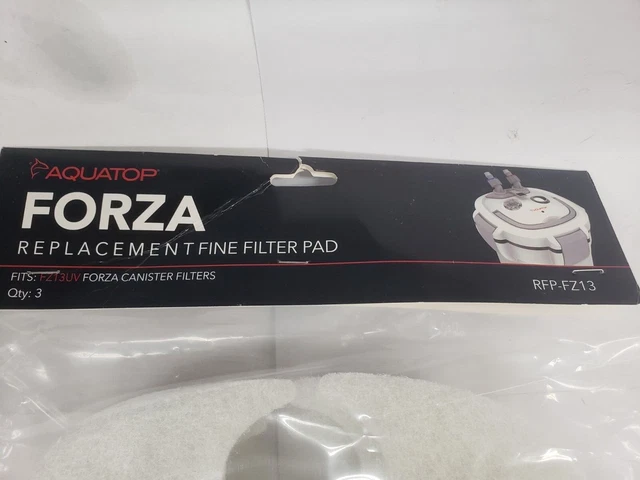 AQUATOP
FORZA
REPLACEMENT FINE FILTER PAD
FITS: FZ13UV FORZA CANISTER FILTERS
Qty: 3
RFP-FZ13